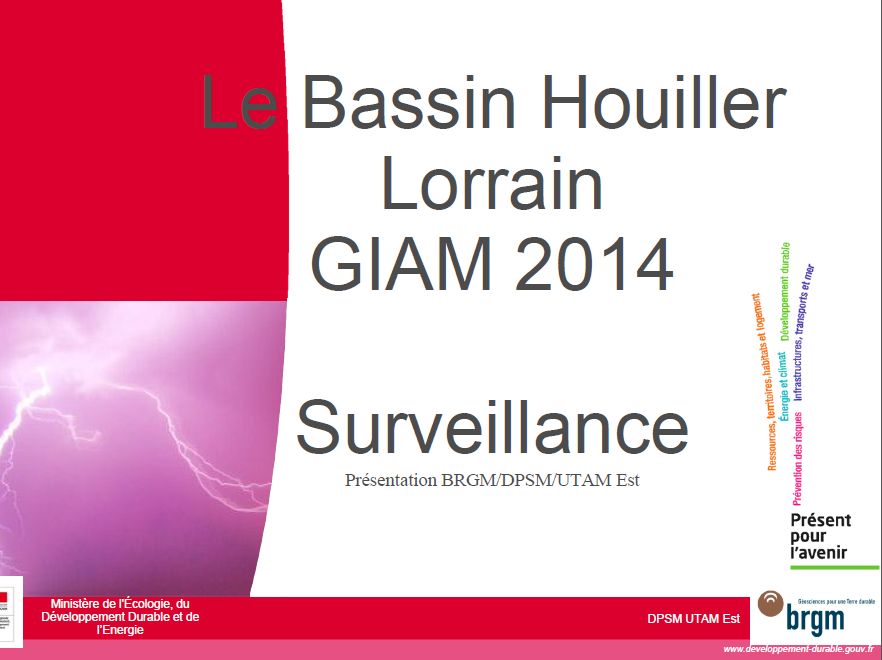 Le Bassin Houiller
Lorrain
GIAM 2014
Surveillance
Présentation BRGM/DPSM/UTAM Est
Ressources, territoires, habitats et logement
Énergie et climat
Développement durable
Prévention des risques
Infrastructures, transports et mer
Présent
pour
l'avenir
Ministère de l'Écologie, du
Développement Durable et de
l'Energie
DPSM UTAM Est
Géosciences pour une Terre durable
brgm
www.developpement-durable.gouv.fr